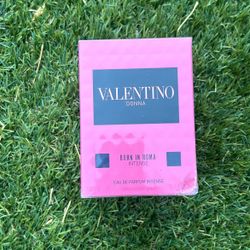 VALENTINO
DONNA
BORN IN ROMA
INTENSE
EAU DE PARFUM INTENSE